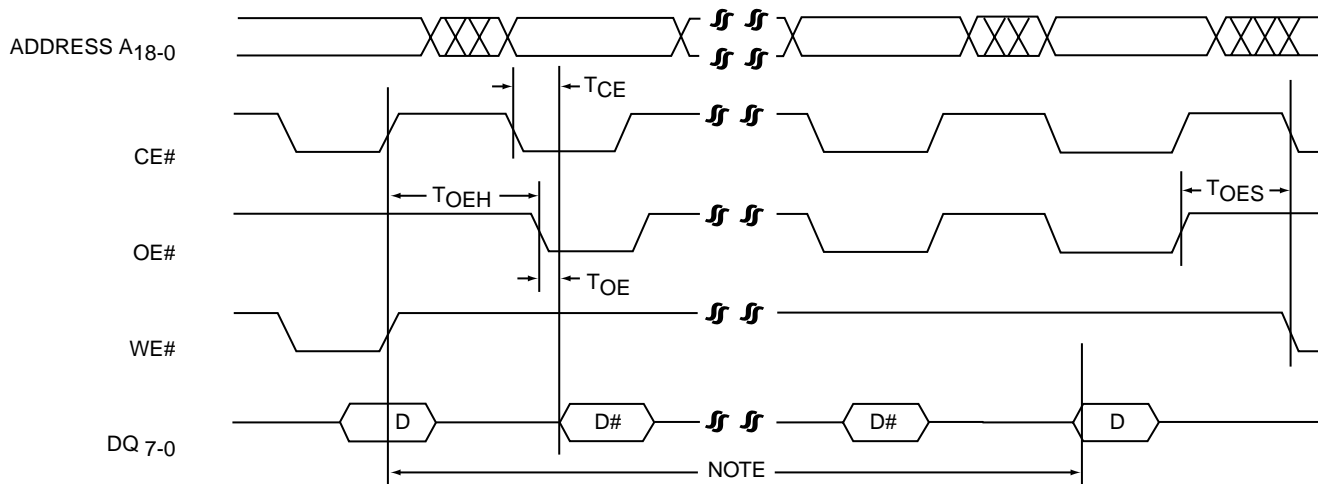 ADDRESS A18-0
TCE
CE#
TOEH
TOES
OE#
TOE
WE#
D
D#
D#
D
DQ 7-0
NOTE